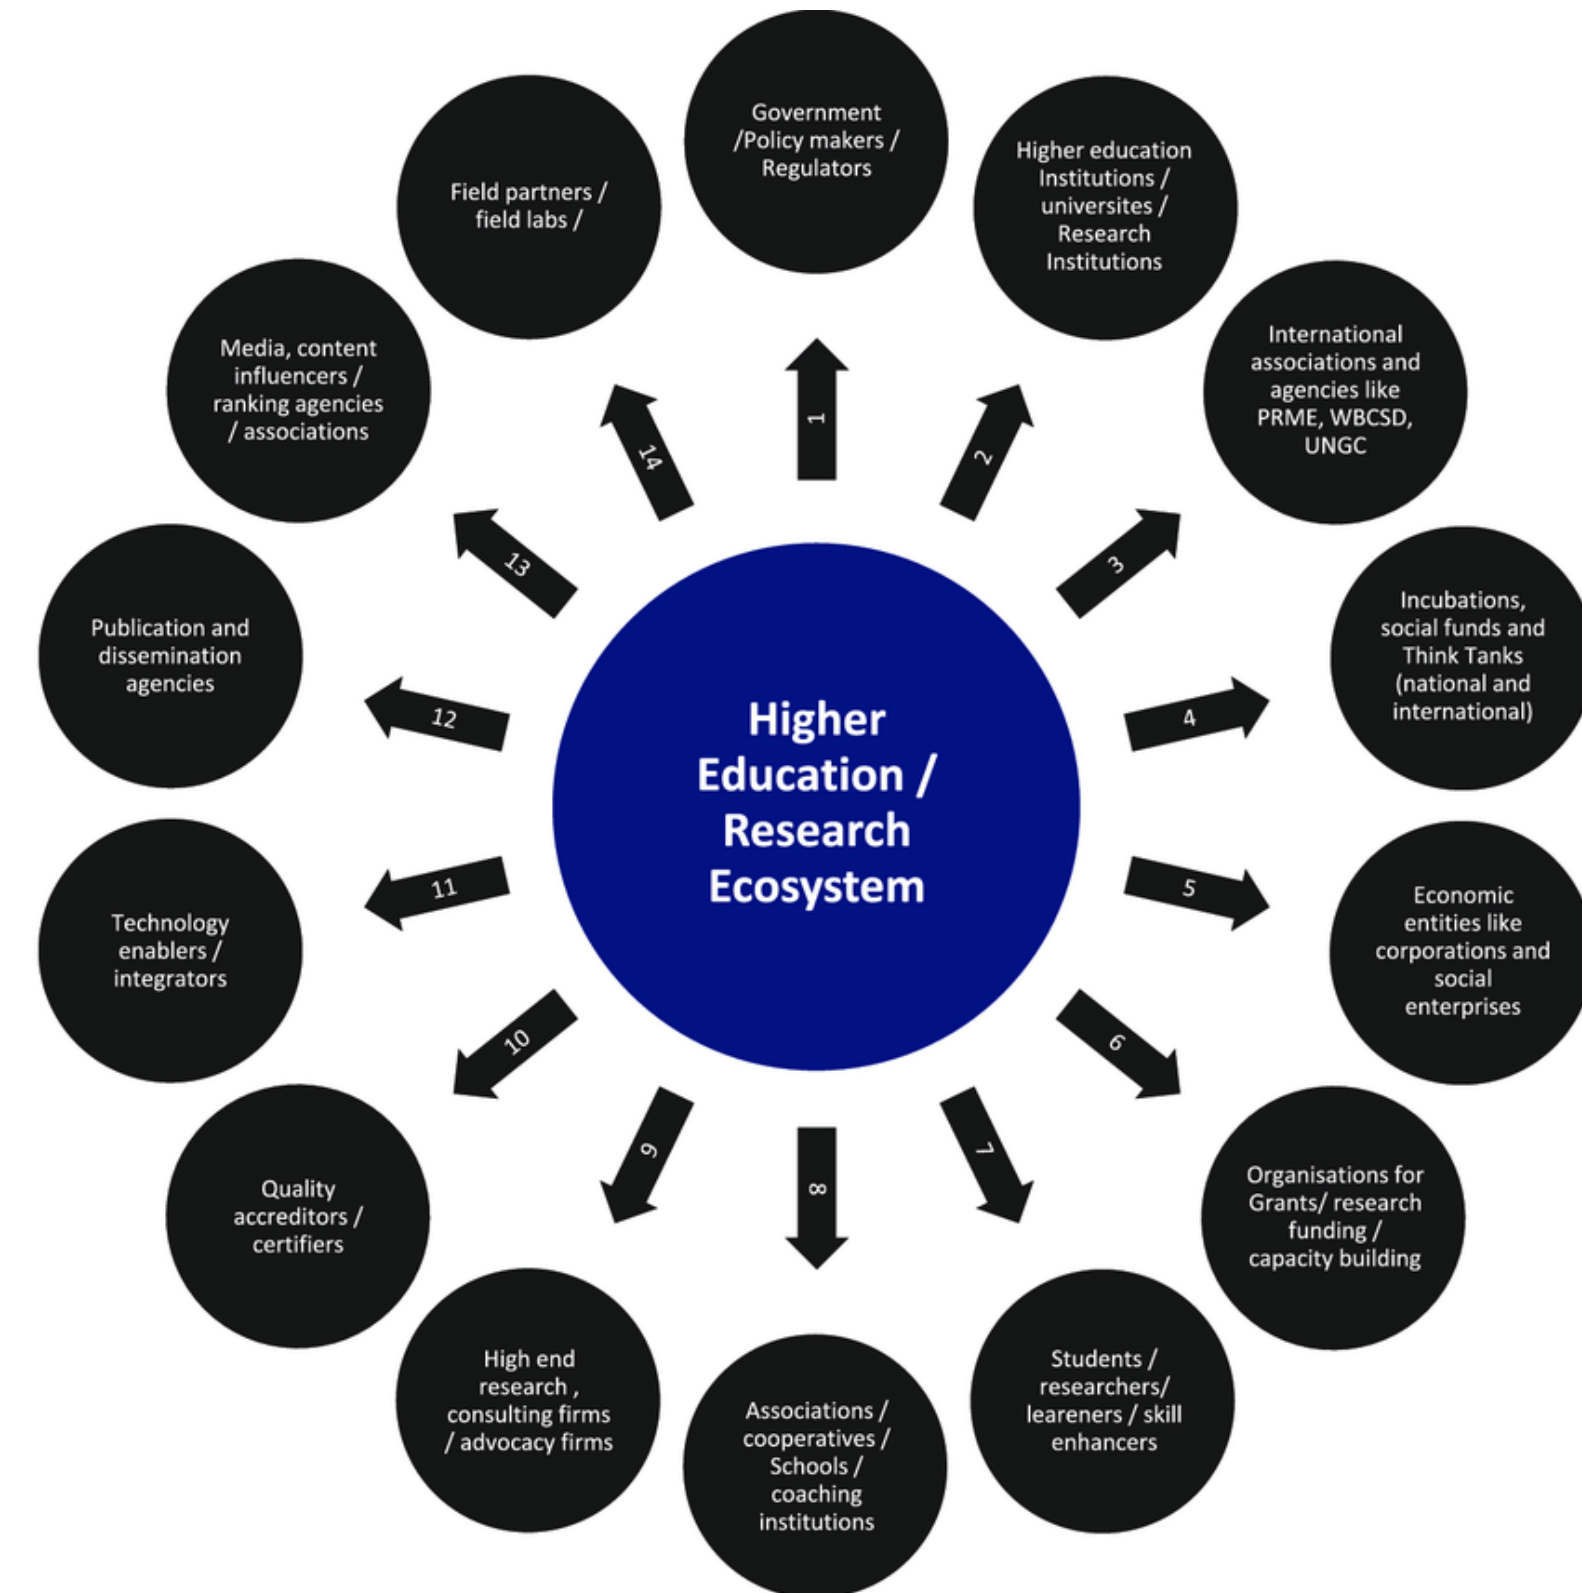 Higher
Education /
Research
Ecosystem
1
Government
/Policy makers /
Regulators
2
Higher education
Institutions /
universites /
Research
Institutions
3
International
associations and
agencies like
PRME, WBCSD,
UNGC
4
Incubations,
social funds and
Think Tanks
(national and
international)
5
Economic
entities like
corporations and
social
enterprises
6
Organisations for
Grants/ research
funding /
capacity building
7
Students /
researchers/
leareners / skill
enhancers
8
Associations /
cooperatives /
Schools /
coaching
institutions
9
High end
research ,
consulting firms
/ advocacy firms
10
Quality
accreditors /
certifiers
11
Technology
enablers /
integrators
12
Publication and
dissemination
agencies
13
Media, content
influencers /
ranking agencies
/ associations
14
Field partners /
field labs /